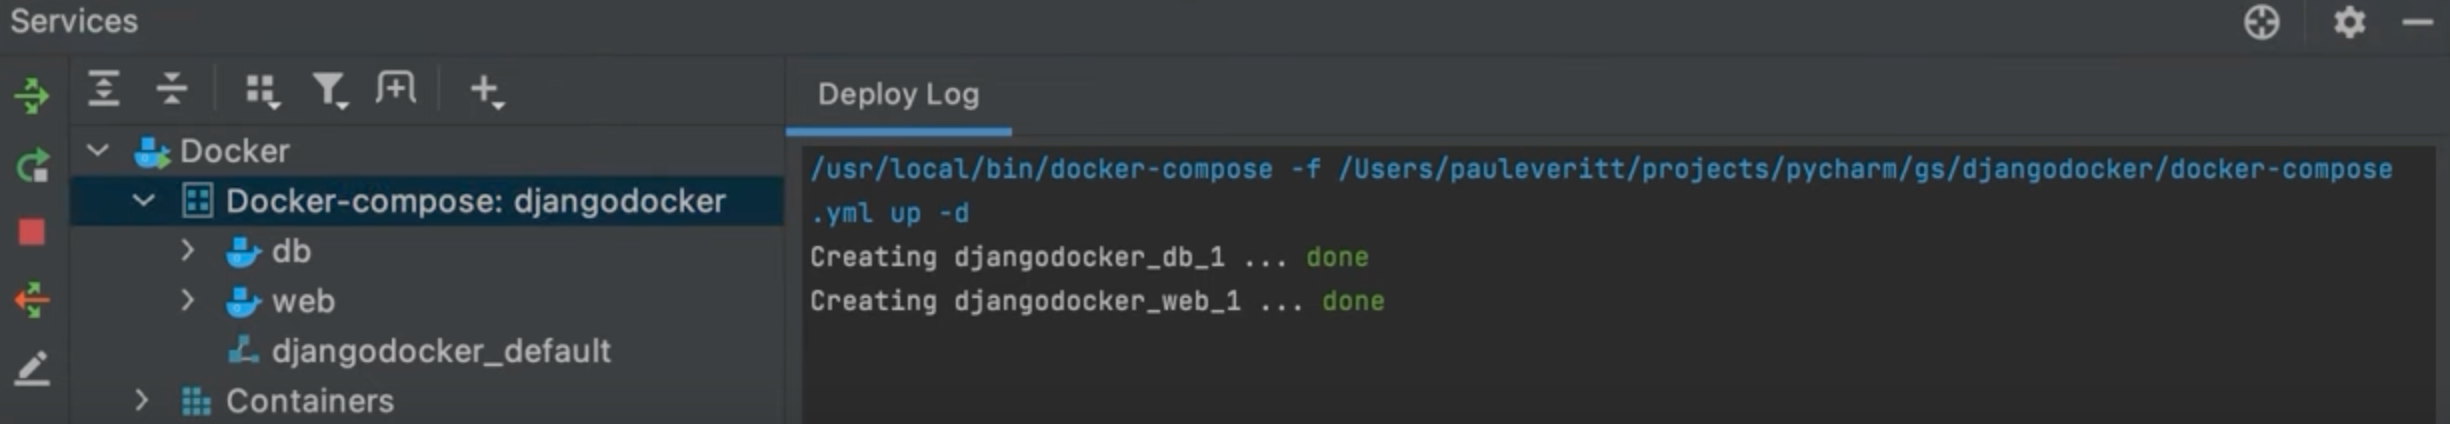 Services
Deploy Log
Docker
Docker-compose: djangodocker
db
web
djangodocker_default
Containers
/usr/local/bin/docker-compose -f /Users/pauleveritt/projects/pycharm/gs/djangodocker/docker-compose
.yml up -d
Creating djangodocker_db_1 ... done
Creating djangodocker_web_1 ... done